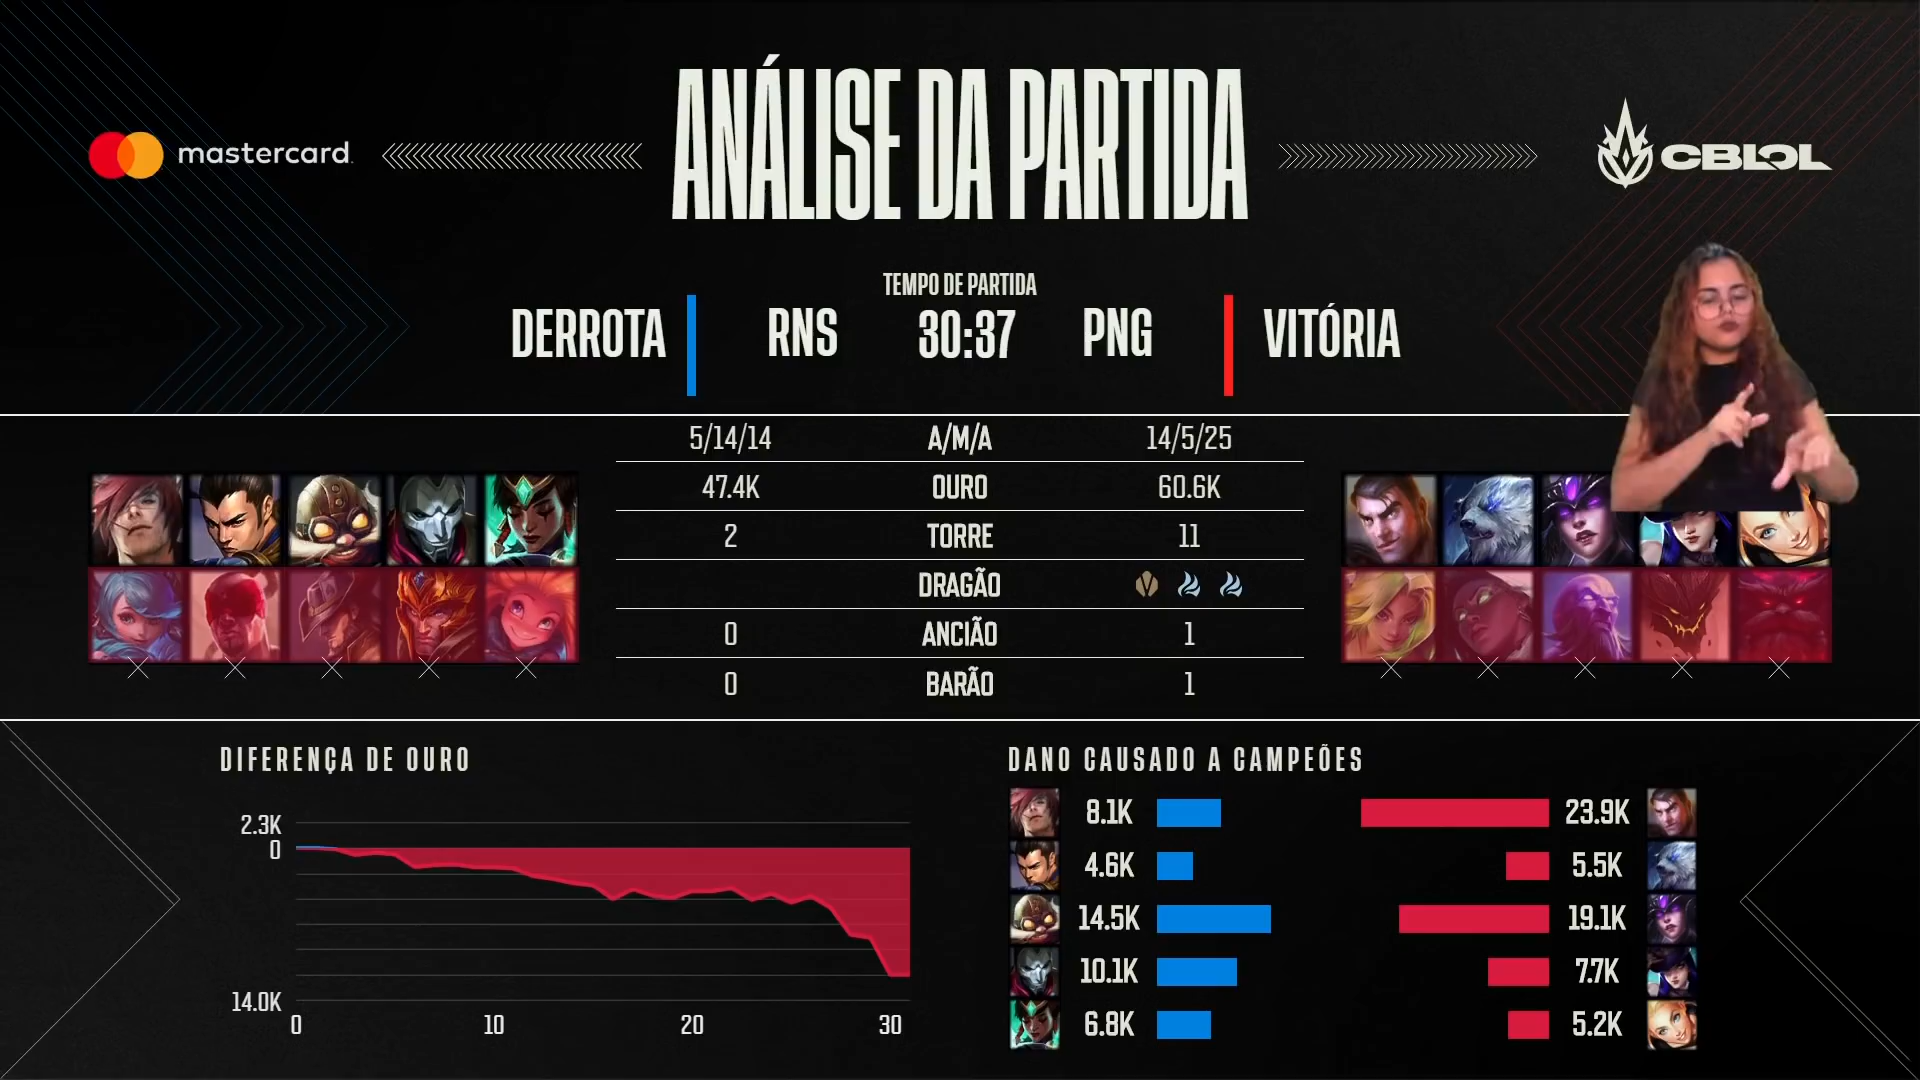 ANÁLISE DA PARTIDA
mastercard.
CBLOL
TEMPO DE PARTIDA
DERROTA RNS 30:37 PNG VITÓRIA
5/14/14 A/M/A 14/5/25
47.4K OURO 60.6K
2 TORRE 11
DRAGÃO
0 ANCIÃO 1
0 BARÃO 1
DIFERENÇA DE OURO
2.3K
0
14.0K
0 10 20 30
DANO CAUSADO A CAMPEÕES
8.1K 23.9K
4.6K 5.5K
14.5K 19.1K
10.1K 7.7K
6.8K 5.2K